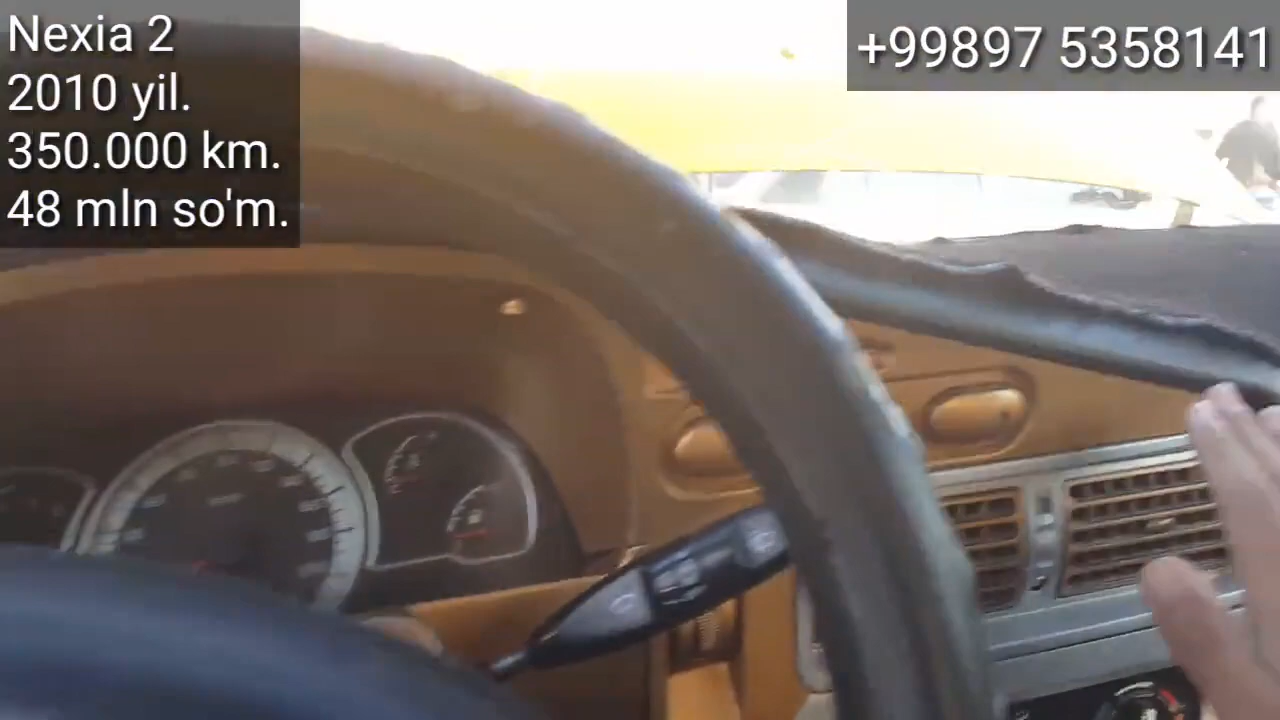 Nexia 2
2010 yil.
350.000 km.
48 mln so'm.
+99897 5358141